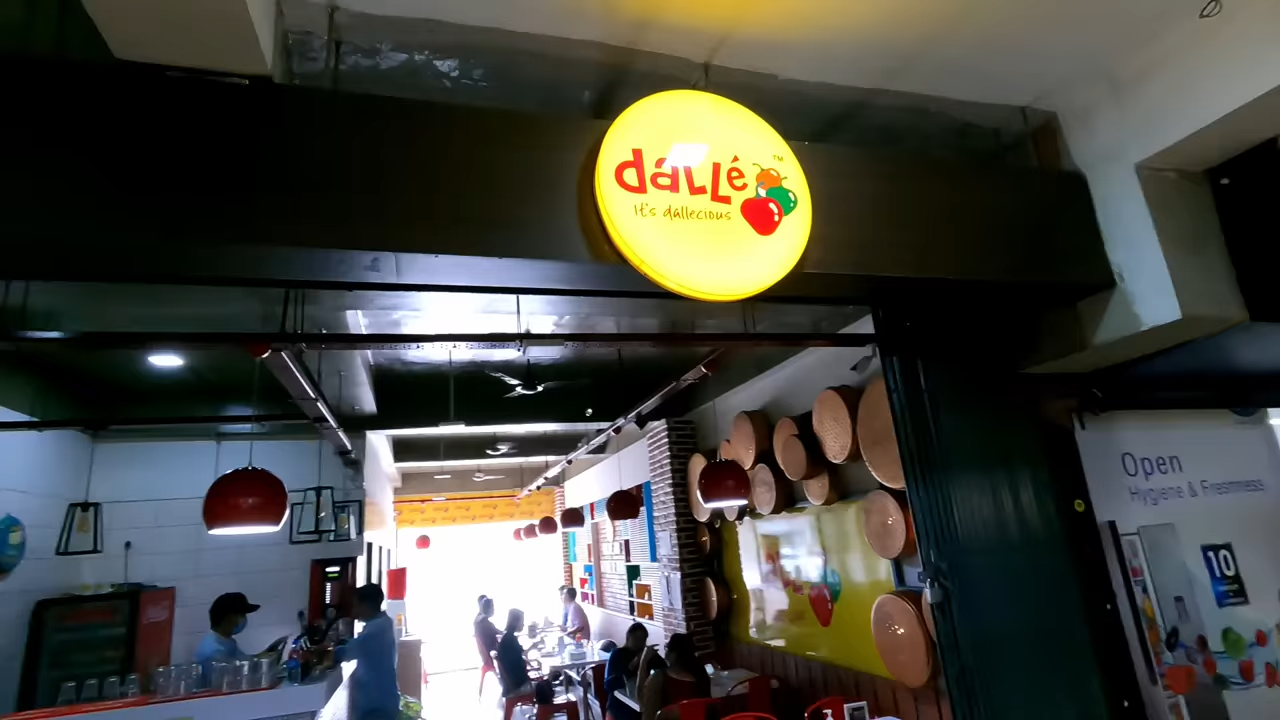 dallé ™
It's dallecious
Open
Hygiene & Freshness
10